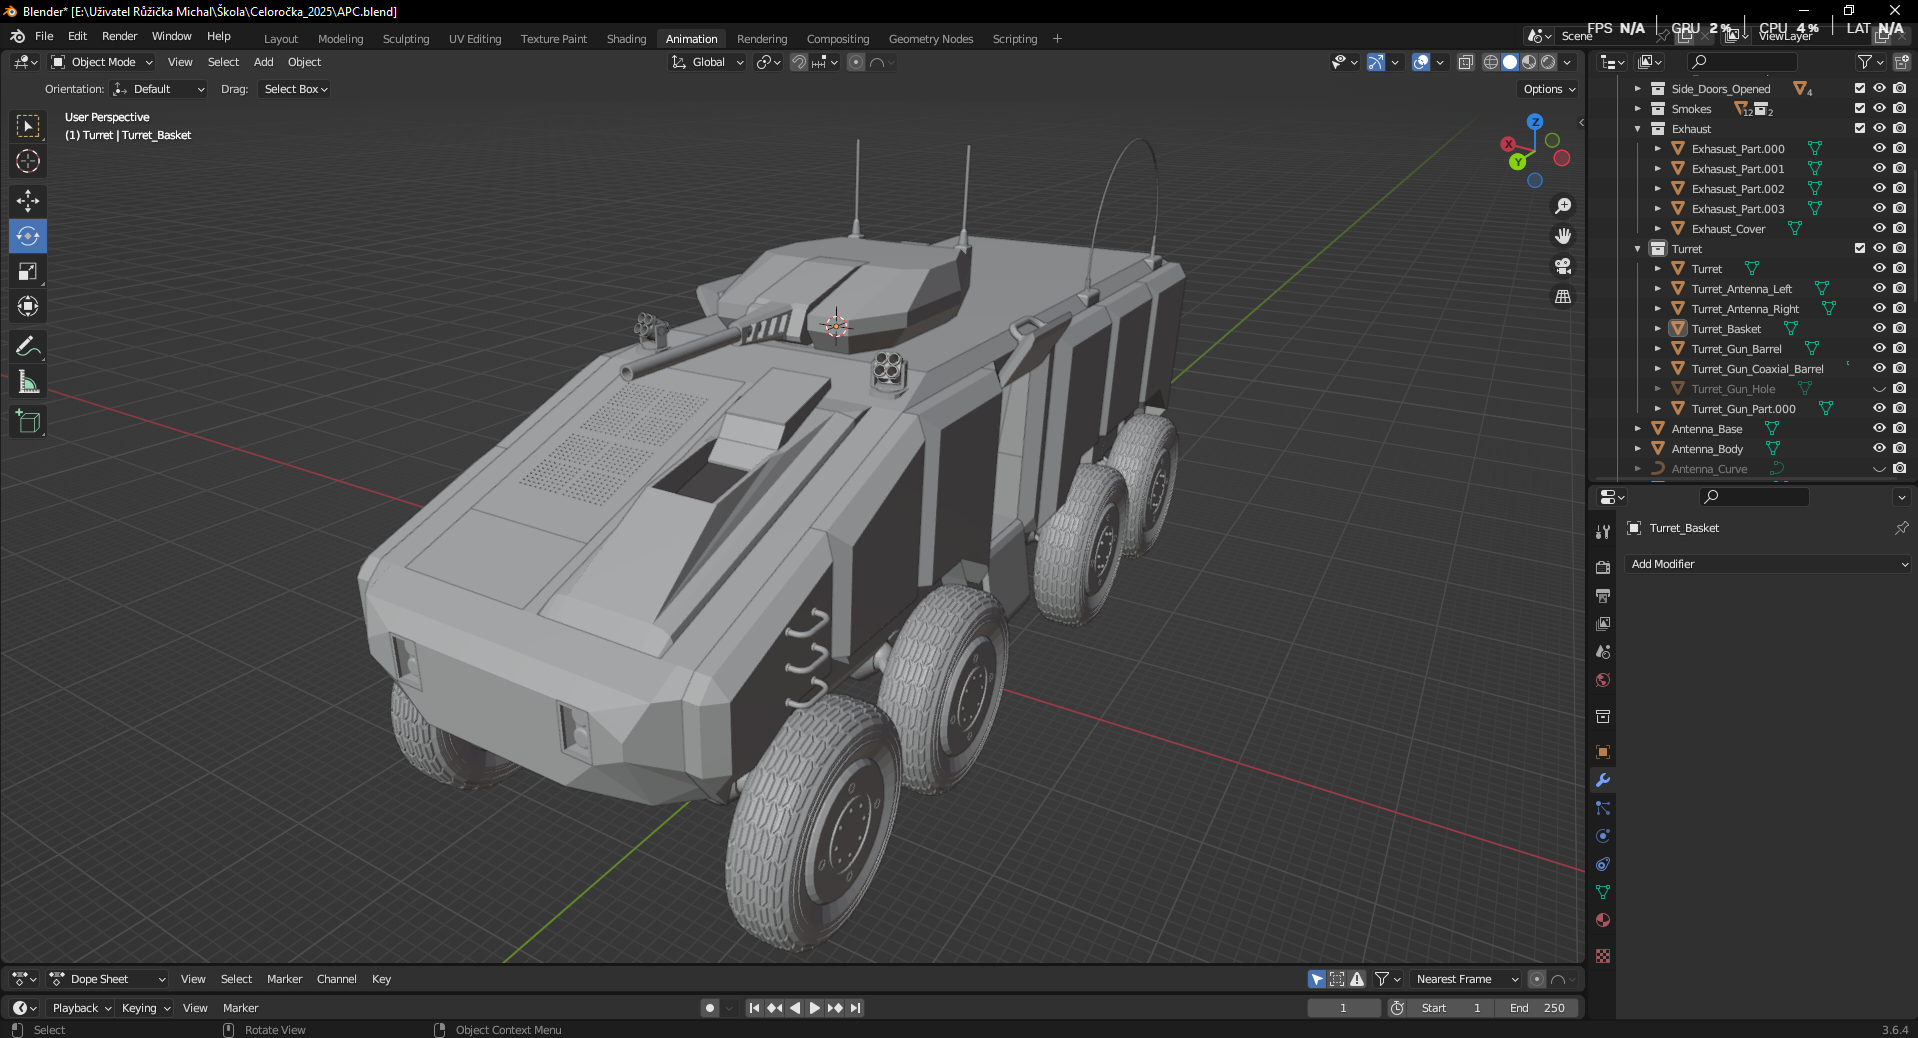 Blender* [E:\Uživatel Růžička Michal\Škola\Celoročka_2025\APC.blend]
FPS N/A GRU 2 % CPU 4 % LAT N/A
File Edit Render Window Help Layout Modeling Sculpting UV Editing Texture Paint Shading Animation Rendering Compositing Geometry Nodes Scripting + Scene ViewLayer
Object Mode View Select Add Object Global
Orientation: Default Drag: Select Box Options
User Perspective
(1) Turret | Turret_Basket
Z
X
Y
Side_Doors_Opened 4
Smokes 12 2
Exhaust
Exhasust_Part.000
Exhasust_Part.001
Exhasust_Part.002
Exhasust_Part.003
Exhaust_Cover
Turret
Turret
Turret_Antenna_Left
Turret_Antenna_Right
Turret_Basket
Turret_Gun_Barrel
Turret_Gun_Coaxial_Barrel
Turret_Gun_Hole
Turret_Gun_Part.000
Antenna_Base
Antenna_Body
Antenna_Curve
Turret_Basket
Add Modifier
Dope Sheet View Select Marker Channel Key Nearest Frame
Playback Keying View Marker 1 Start 1 End 250
Select Rotate View Object Context Menu 3.6.4